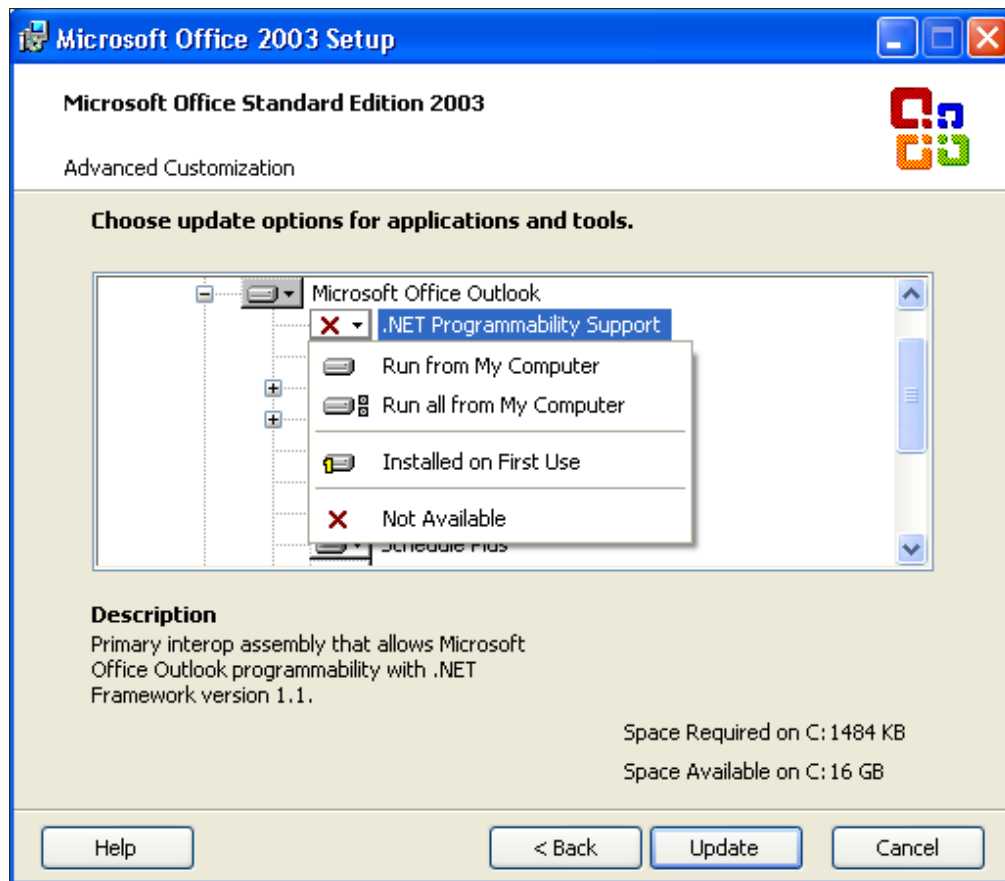 Microsoft Office 2003 Setup
Microsoft Office Standard Edition 2003
Advanced Customization
Choose update options for applications and tools.
Microsoft Office Outlook
.NET Programmability Support
Run from My Computer
Run all from My Computer
Installed on First Use
Not Available
Schedule Plus
Description
Primary interop assembly that allows Microsoft
Office Outlook programmability with .NET
Framework version 1.1.
Space Required on C: 1484 KB
Space Available on C: 16 GB
Help
< Back
Update
Cancel